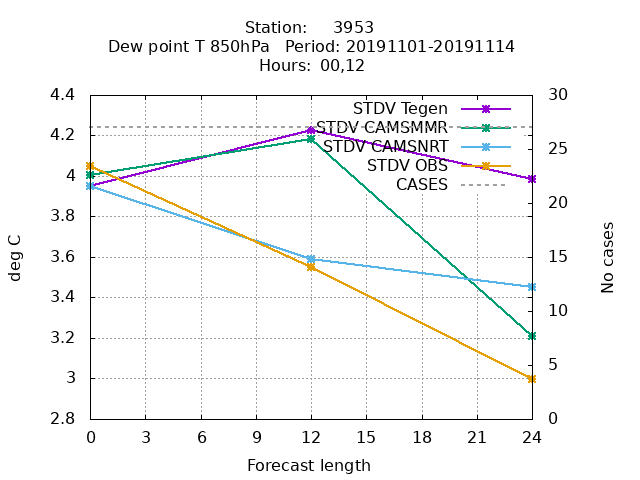 Station:     3953
Dew point T 850hPa   Period: 20191101-20191114
Hours: 00,12
4.4
4.2
4
3.8
3.6
3.4
3.2
3
2.8
deg C
STDV Tegen
STDV CAMSMMR
STDV CAMSNRT
STDV OBS
CASES
30
25
20
15
10
5
0
No cases
0 3 6 9 12 15 18 21 24
Forecast length